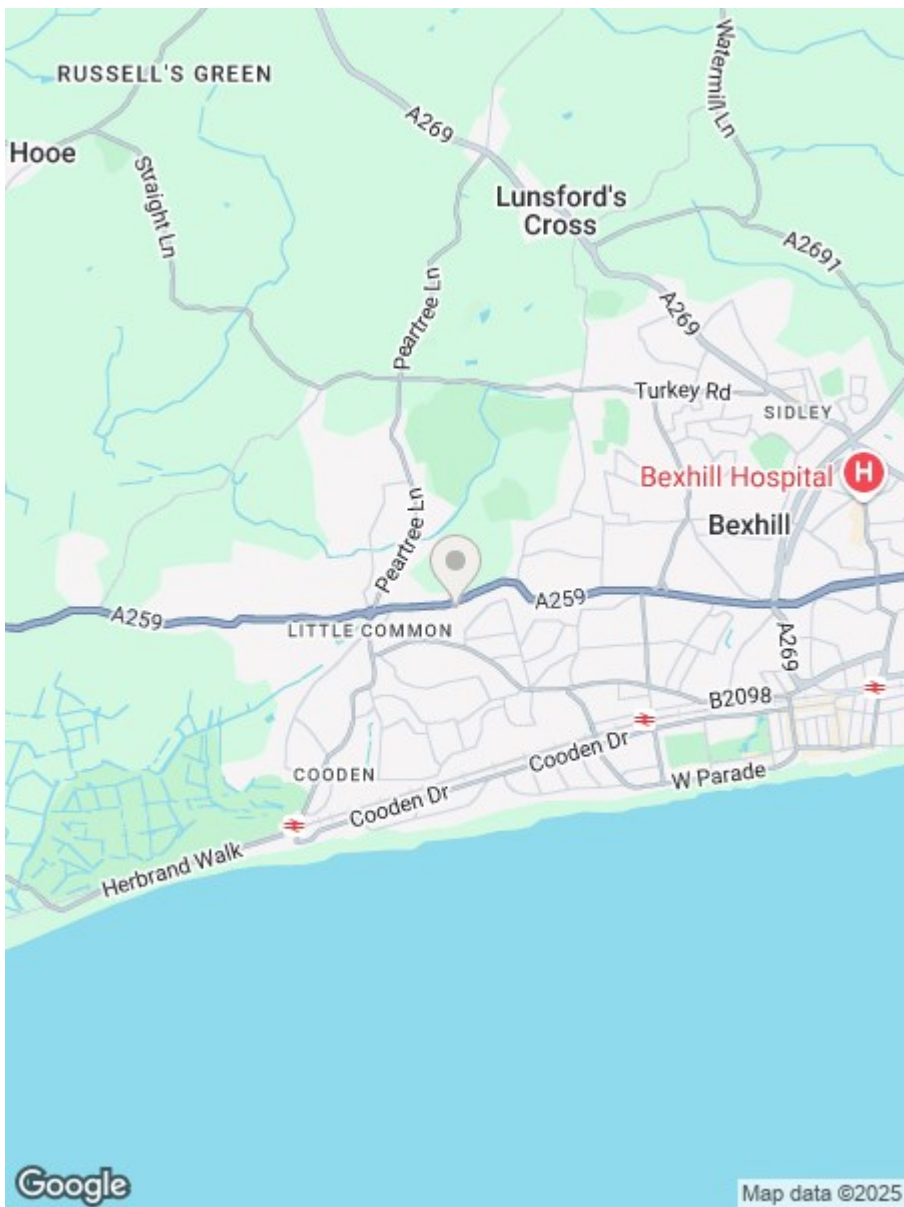 RUSSELL'S GREEN
Hooe
Straight Ln
A269
Watermill Ln
Lunsford's
Cross
A2691
Peartree Ln
A269
Turkey Rd
SIDLEY
Bexhill Hospital
H
Bexhill
Peartree Ln
A259
A259
LITTLE COMMON
A269
B2098
COODEN
Cooden Dr
Cooden Dr
W Parade
Herbrand Walk
Google
Map data ©2025